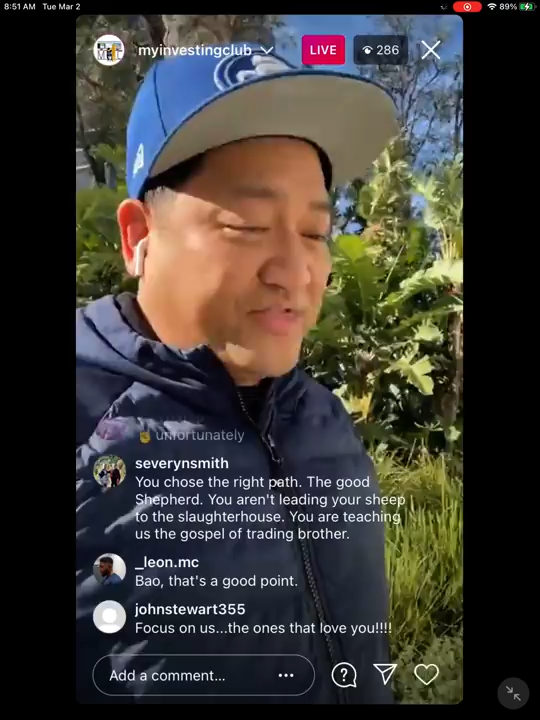 8:51 AM Tue Mar 2
89%
myinvestingclub
LIVE
286
unfortunately
severynsmith
You chose the right path. The good
Shepherd. You aren't leading your sheep
to the slaughterhouse. You are teaching
us the gospel of trading brother.
_leon.mc
Bao, that's a good point.
johnstewart355
Focus on us...the ones that love you!!!!
Add a comment...